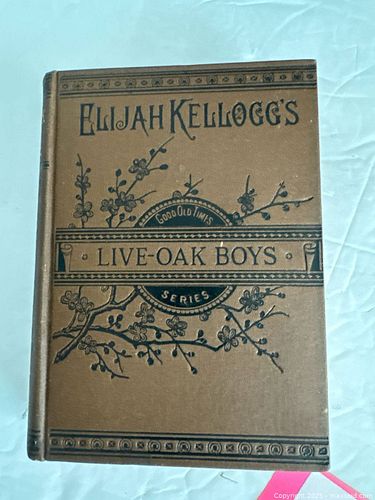 ELIJAH KELLOGG'S
GOOD OLD TIMES
LIVE-OAK BOYS
SERIES